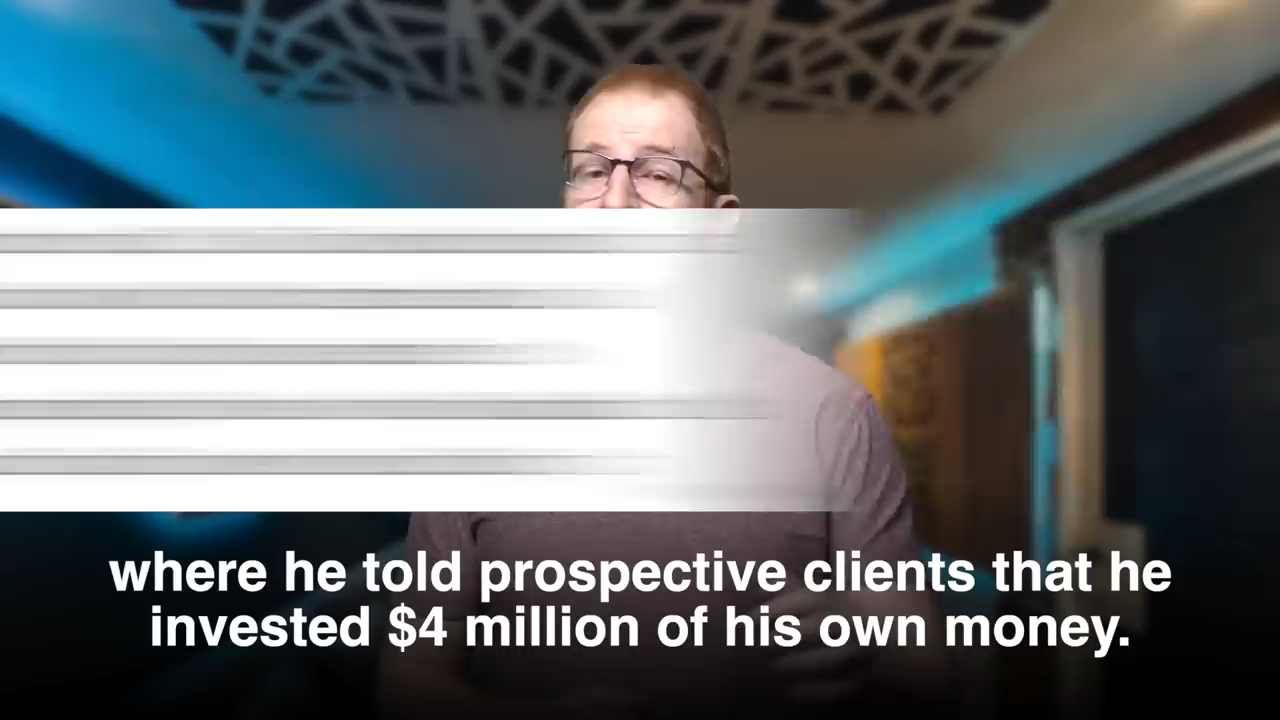 where he told prospective clients that he
invested $4 million of his own money.